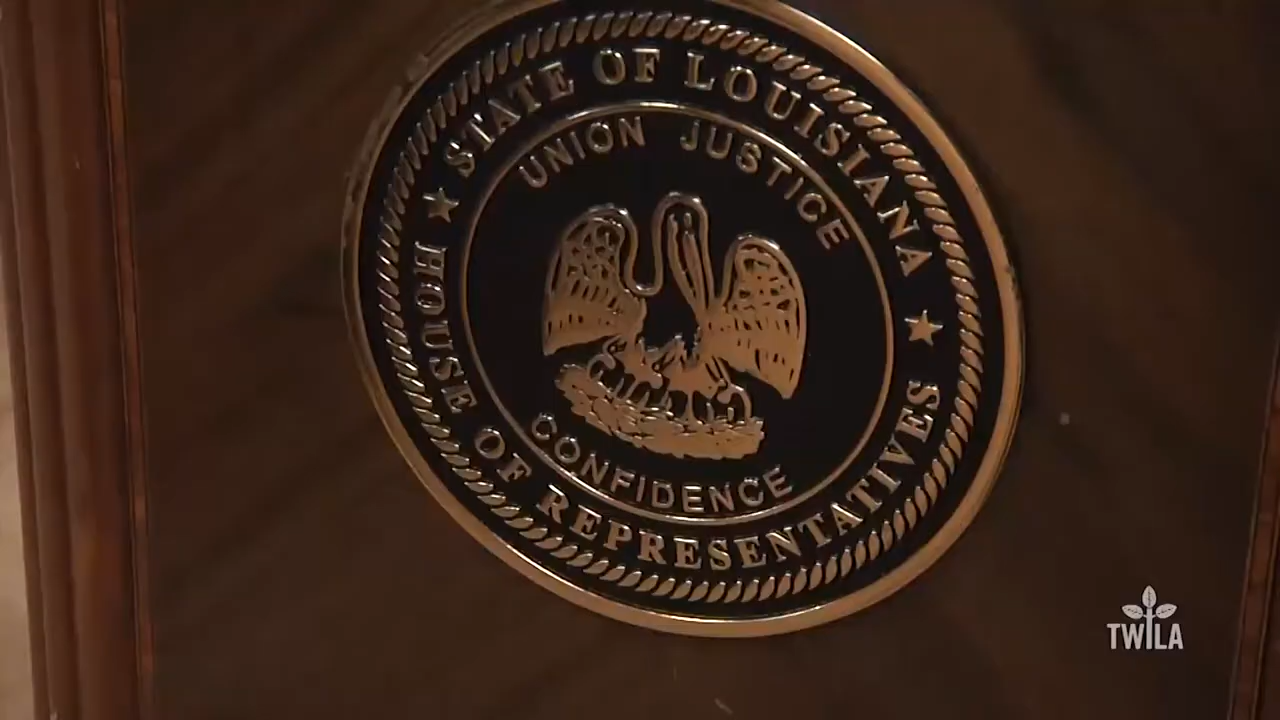 STATE OF LOUISIANA
UNION JUSTICE
CONFIDENCE
HOUSE OF REPRESENTATIVES
TWILA